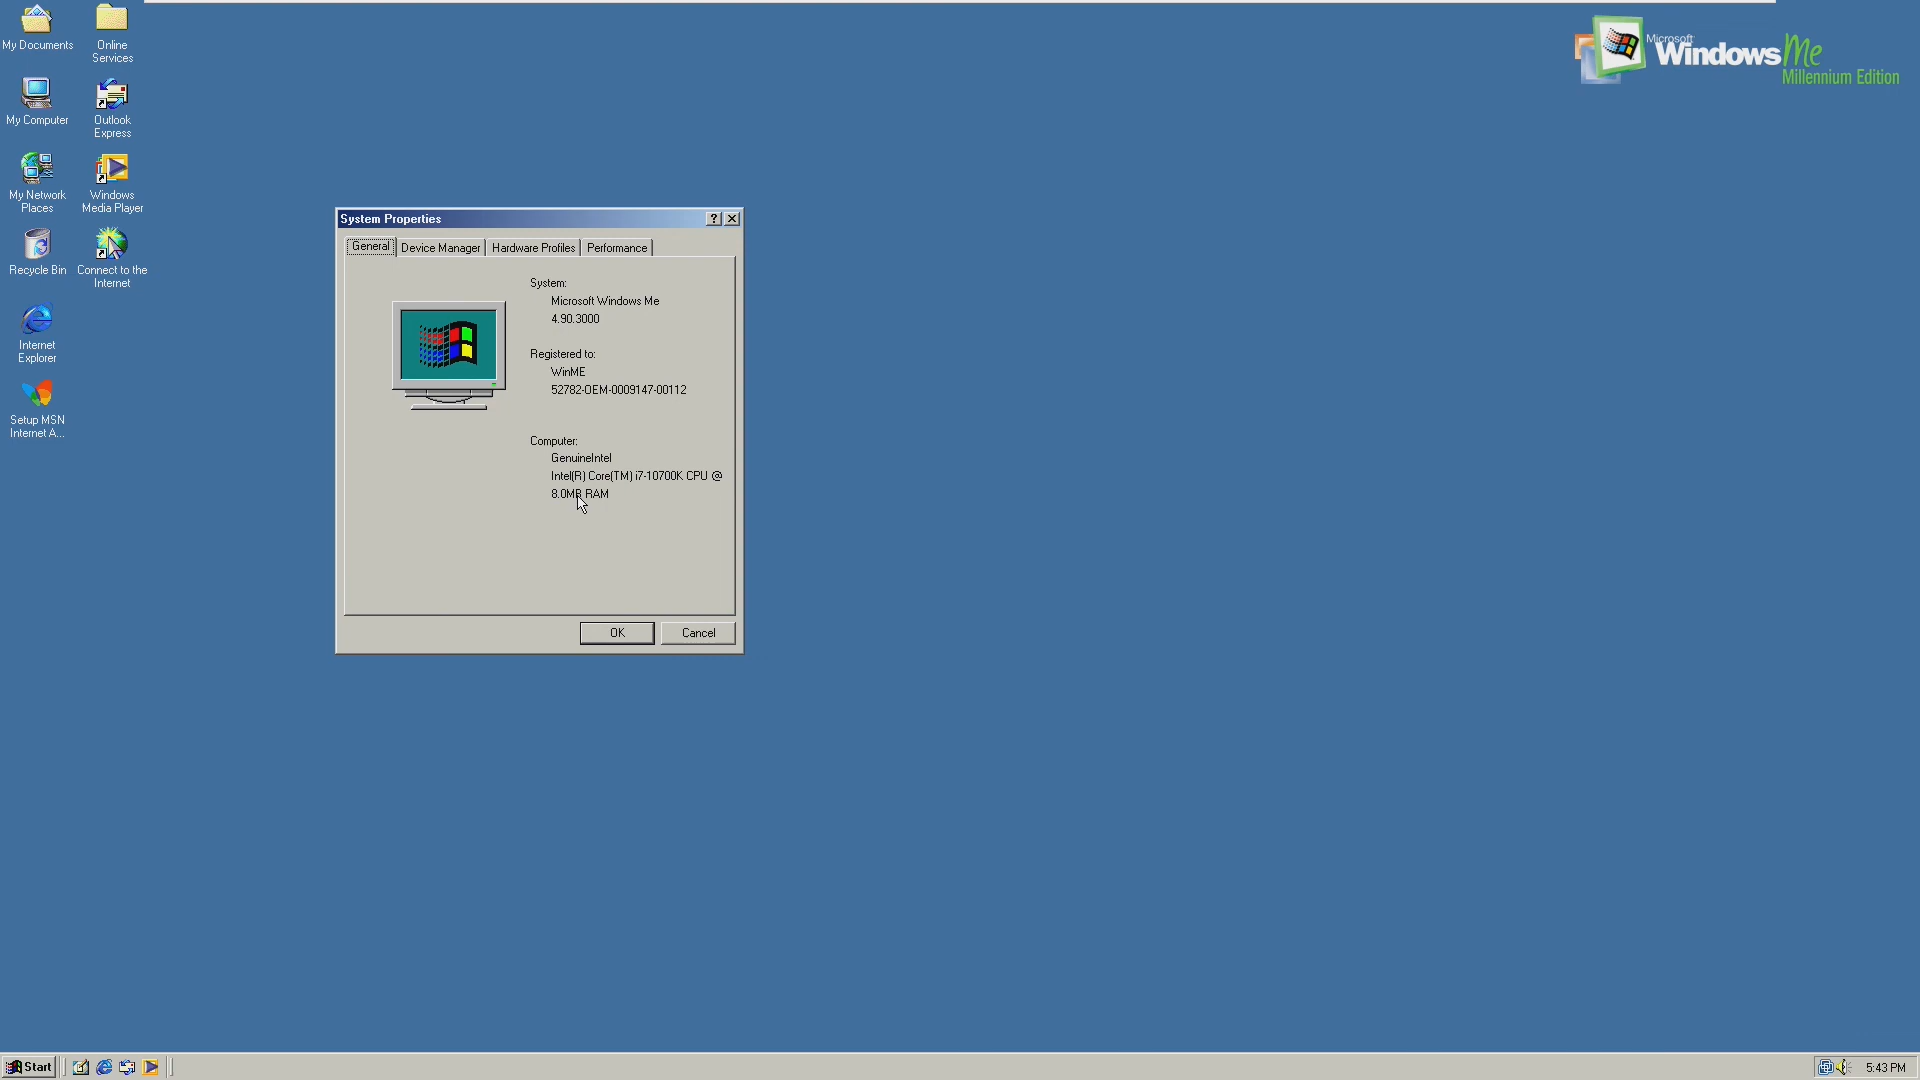 My Documents
Online
Services
My Computer
Outlook
Express
My Network
Places
Windows
Media Player
Recycle Bin
Connect to the
Internet
Internet
Explorer
Setup MSN
Internet A...
Microsoft
Windows Me
Millennium Edition
System Properties
General
Device Manager
Hardware Profiles
Performance
System:
Microsoft Windows Me
4.90.3000
Registered to:
WinME
52782-OEM-0009147-00112
Computer:
GenuineIntel
Intel(R) Core(TM) i7-10700K CPU @
8.0MB RAM
OK
Cancel
Start
5:43 PM